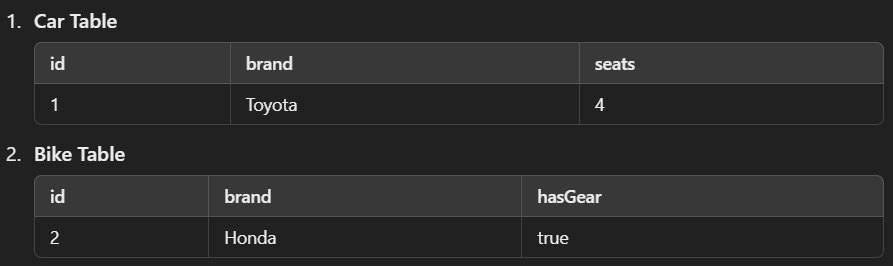 1. Car Table
id brand seats
1 Toyota 4
2. Bike Table
id brand hasGear
2 Honda true